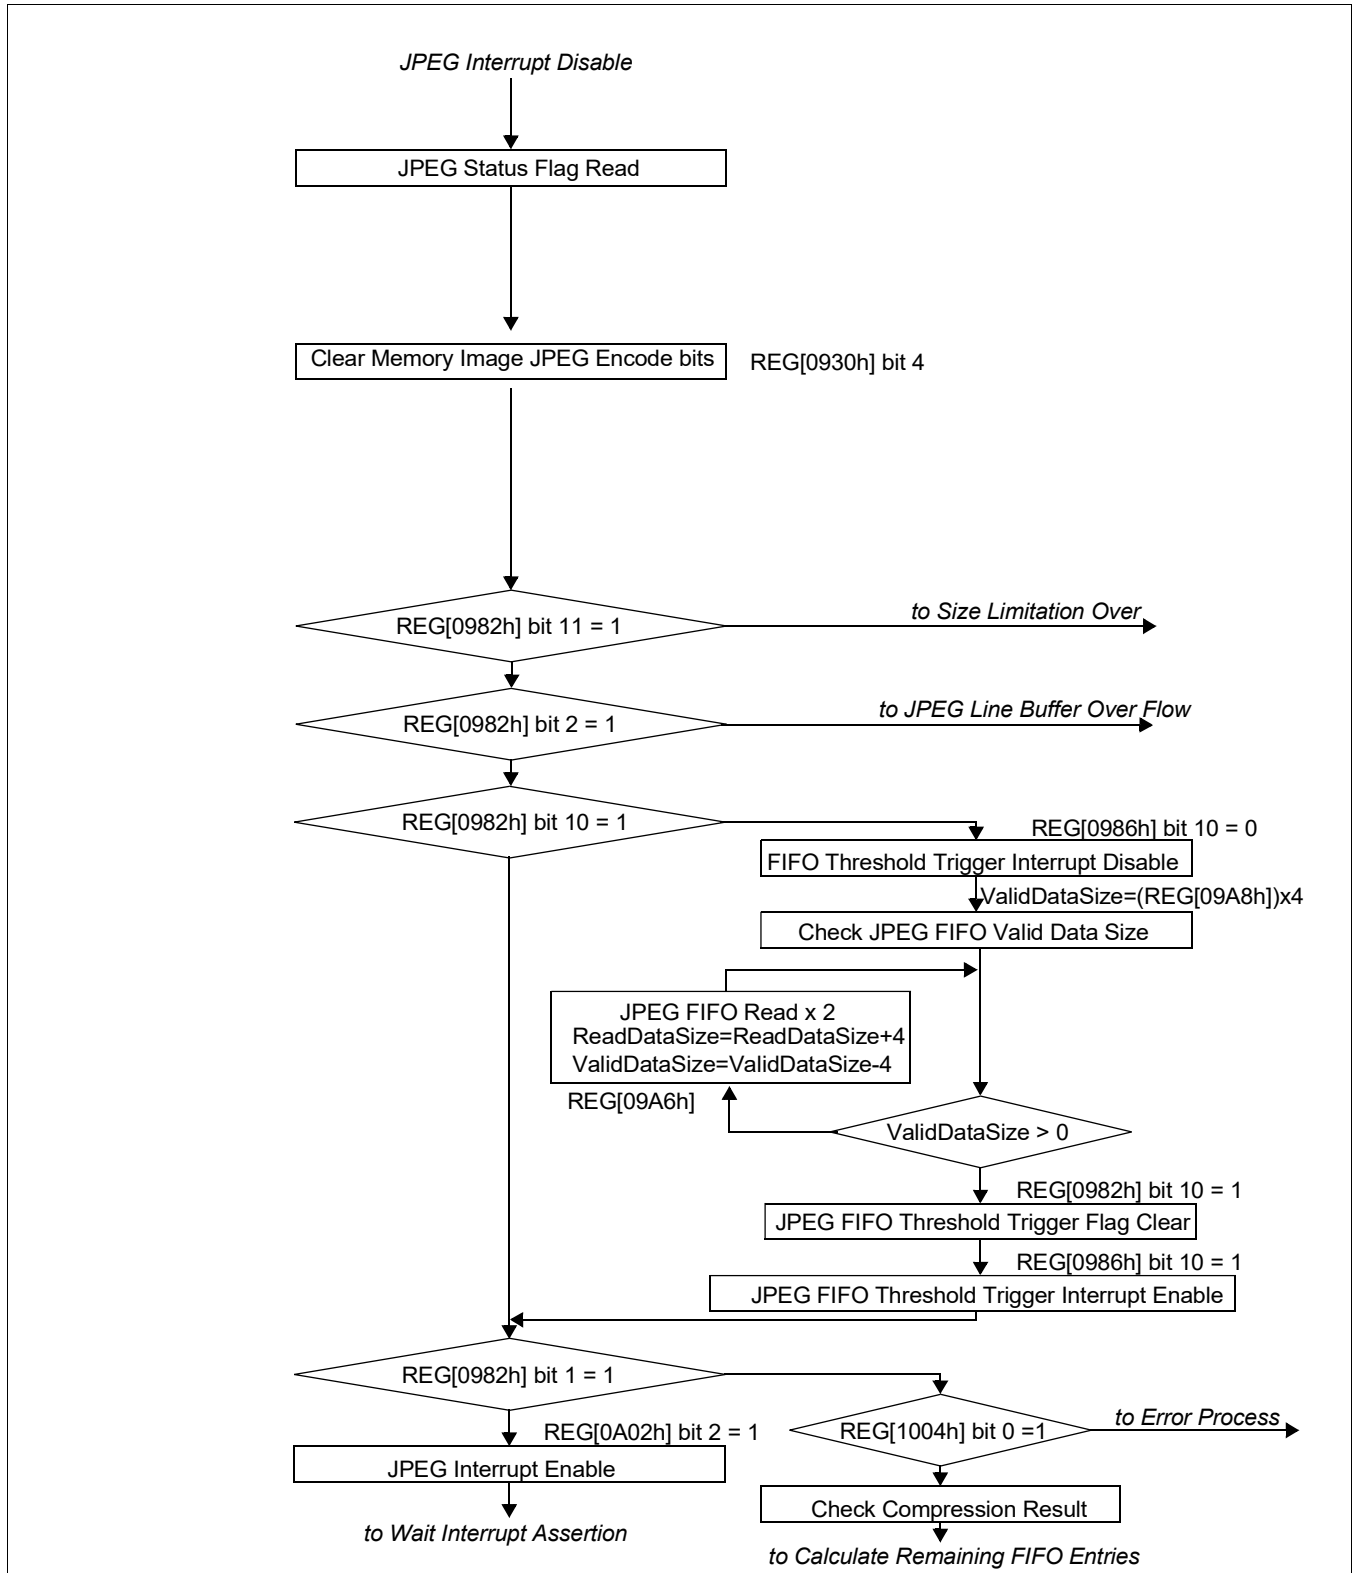 JPEG Interrupt Disable
JPEG Status Flag Read
Clear Memory Image JPEG Encode bits
REG[0930h] bit 4
REG[0982h] bit 11 = 1
to Size Limitation Over
REG[0982h] bit 2 = 1
to JPEG Line Buffer Over Flow
REG[0982h] bit 10 = 1
REG[0986h] bit 10 = 0
FIFO Threshold Trigger Interrupt Disable
ValidDataSize=(REG[09A8h])x4
Check JPEG FIFO Valid Data Size
JPEG FIFO Read x 2
ReadDataSize=ReadDataSize+4
ValidDataSize=ValidDataSize-4
REG[09A6h]
ValidDataSize > 0
REG[0982h] bit 10 = 1
JPEG FIFO Threshold Trigger Flag Clear
REG[0986h] bit 10 = 1
JPEG FIFO Threshold Trigger Interrupt Enable
REG[0982h] bit 1 = 1
REG[0A02h] bit 2 = 1
JPEG Interrupt Enable
to Wait Interrupt Assertion
REG[1004h] bit 0 =1
to Error Process
Check Compression Result
to Calculate Remaining FIFO Entries